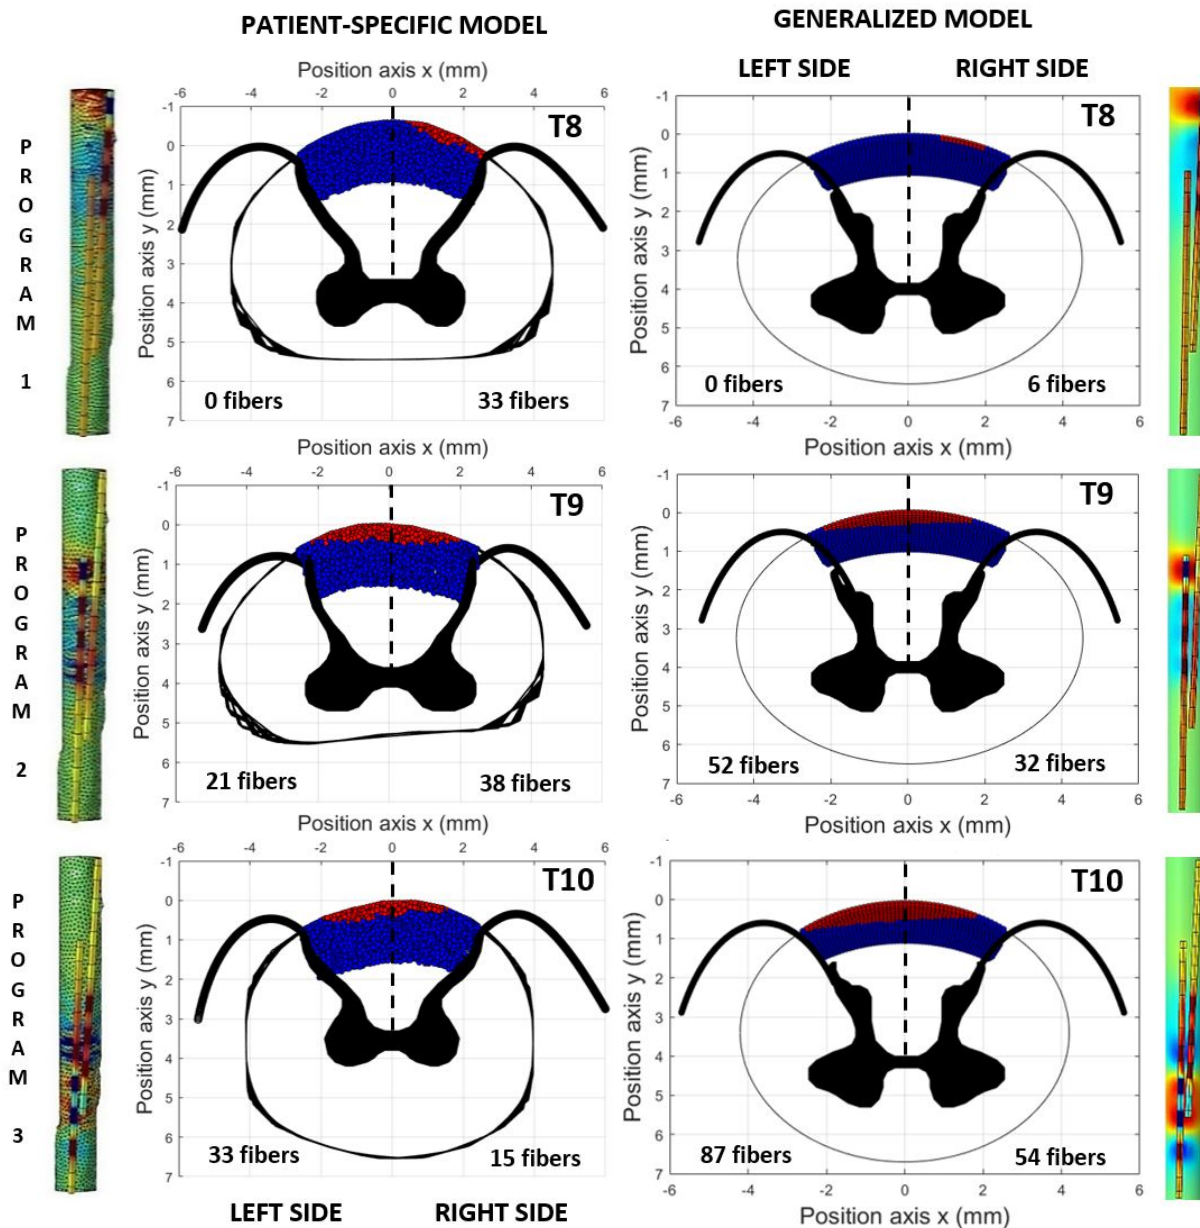 PATIENT-SPECIFIC MODEL
GENERALIZED MODEL
LEFT SIDE RIGHT SIDE
PROGRAM 1
Position axis x (mm)
-6 -4 -2 0 2 4 6
-1
0
1
2
3
4
5
6
7
Position axis y (mm)
T8
0 fibers 33 fibers
-1
0
1
2
3
4
5
6
7
Position axis y (mm)
T8
0 fibers 6 fibers
-6 -4 -2 0 2 4 6
Position axis x (mm)
PROGRAM 2
Position axis x (mm)
-6 -4 -2 0 2 4 6
-1
0
1
2
3
4
5
6
7
Position axis y (mm)
T9
21 fibers 38 fibers
-1
0
1
2
3
4
5
6
7
Position axis y (mm)
T9
52 fibers 32 fibers
-6 -4 -2 0 2 4 6
Position axis x (mm)
PROGRAM 3
Position axis x (mm)
-6 -4 -2 0 2 4 6
-1
0
1
2
3
4
5
6
7
Position axis y (mm)
T10
33 fibers 15 fibers
LEFT SIDE RIGHT SIDE
-1
0
1
2
3
4
5
6
7
Position axis y (mm)
T10
87 fibers 54 fibers
-6 -4 -2 0 2 4 6
Position axis x (mm)